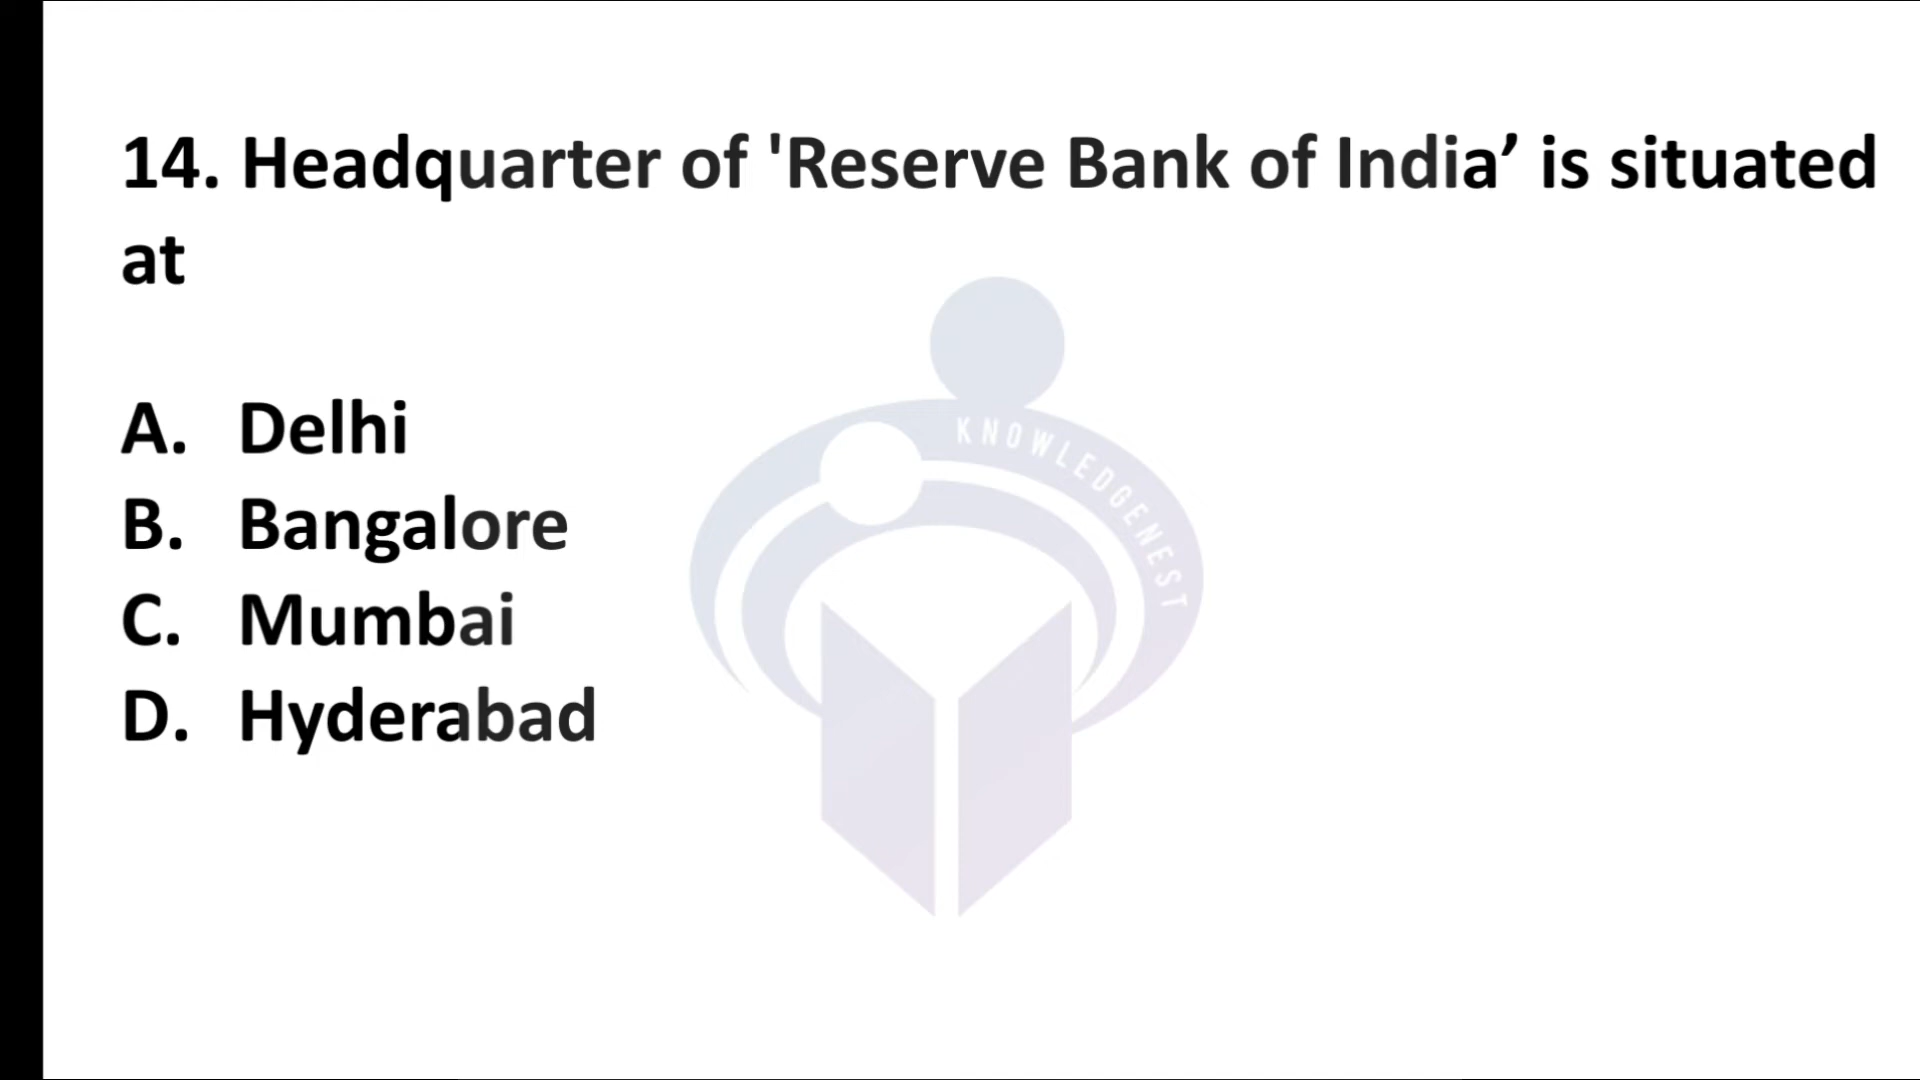 14. Headquarter of 'Reserve Bank of India’ is situated
at
KNOWLEDGENEST
A. Delhi
B. Bangalore
C. Mumbai
D. Hyderabad